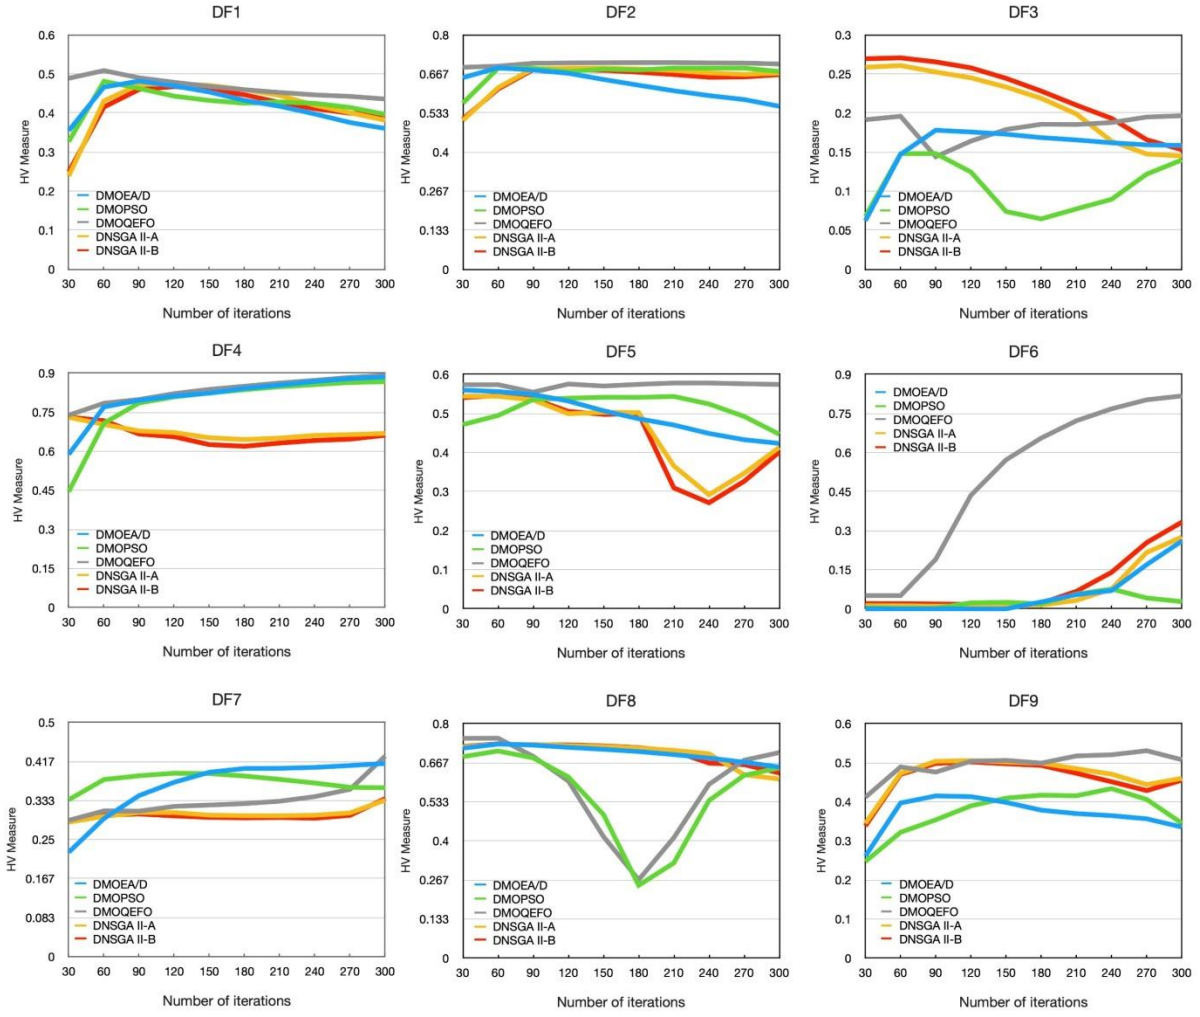 DF1
0.6
0.5
0.4
0.3
0.2
0.1
0
HV Measure
DMOEA/D
DMOPSO
DMOQEFO
DNSGA II-A
DNSGA II-B
30 60 90 120 150 180 210 240 270 300
Number of iterations
DF2
0.8
0.667
0.533
0.4
0.267
0.133
0
HV Measure
DMOEA/D
DMOPSO
DMOQEFO
DNSGA II-A
DNSGA II-B
30 60 90 120 150 180 210 240 270 300
Number of iterations
DF3
0.3
0.25
0.2
0.15
0.1
0.05
0
HV Measure
DMOEA/D
DMOPSO
DMOQEFO
DNSGA II-A
DNSGA II-B
30 60 90 120 150 180 210 240 270 300
Number of iterations
DF4
0.9
0.75
0.6
0.45
0.3
0.15
0
HV Measure
DMOEA/D
DMOPSO
DMOQEFO
DNSGA II-A
DNSGA II-B
30 60 90 120 150 180 210 240 270 300
Number of iterations
DF5
0.6
0.5
0.4
0.3
0.2
0.1
0
HV Measure
DMOEA/D
DMOPSO
DMOQEFO
DNSGA II-A
DNSGA II-B
30 60 90 120 150 180 210 240 270 300
Number of iterations
DF6
0.9
0.75
0.6
0.45
0.3
0.15
0
HV Measure
DMOEA/D
DMOPSO
DMOQEFO
DNSGA II-A
DNSGA II-B
30 60 90 120 150 180 210 240 270 300
Number of iterations
DF7
0.5
0.417
0.333
0.25
0.167
0.083
0
HV Measure
DMOEA/D
DMOPSO
DMOQEFO
DNSGA II-A
DNSGA II-B
30 60 90 120 150 180 210 240 270 300
Number of iterations
DF8
0.8
0.667
0.533
0.4
0.267
0.133
0
HV Measure
DMOEA/D
DMOPSO
DMOQEFO
DNSGA II-A
DNSGA II-B
30 60 90 120 150 180 210 240 270 300
Number of iterations
DF9
0.6
0.5
0.4
0.3
0.2
0.1
0
HV Measure
DMOEA/D
DMOPSO
DMOQEFO
DNSGA II-A
DNSGA II-B
30 60 90 120 150 180 210 240 270 300
Number of iterations